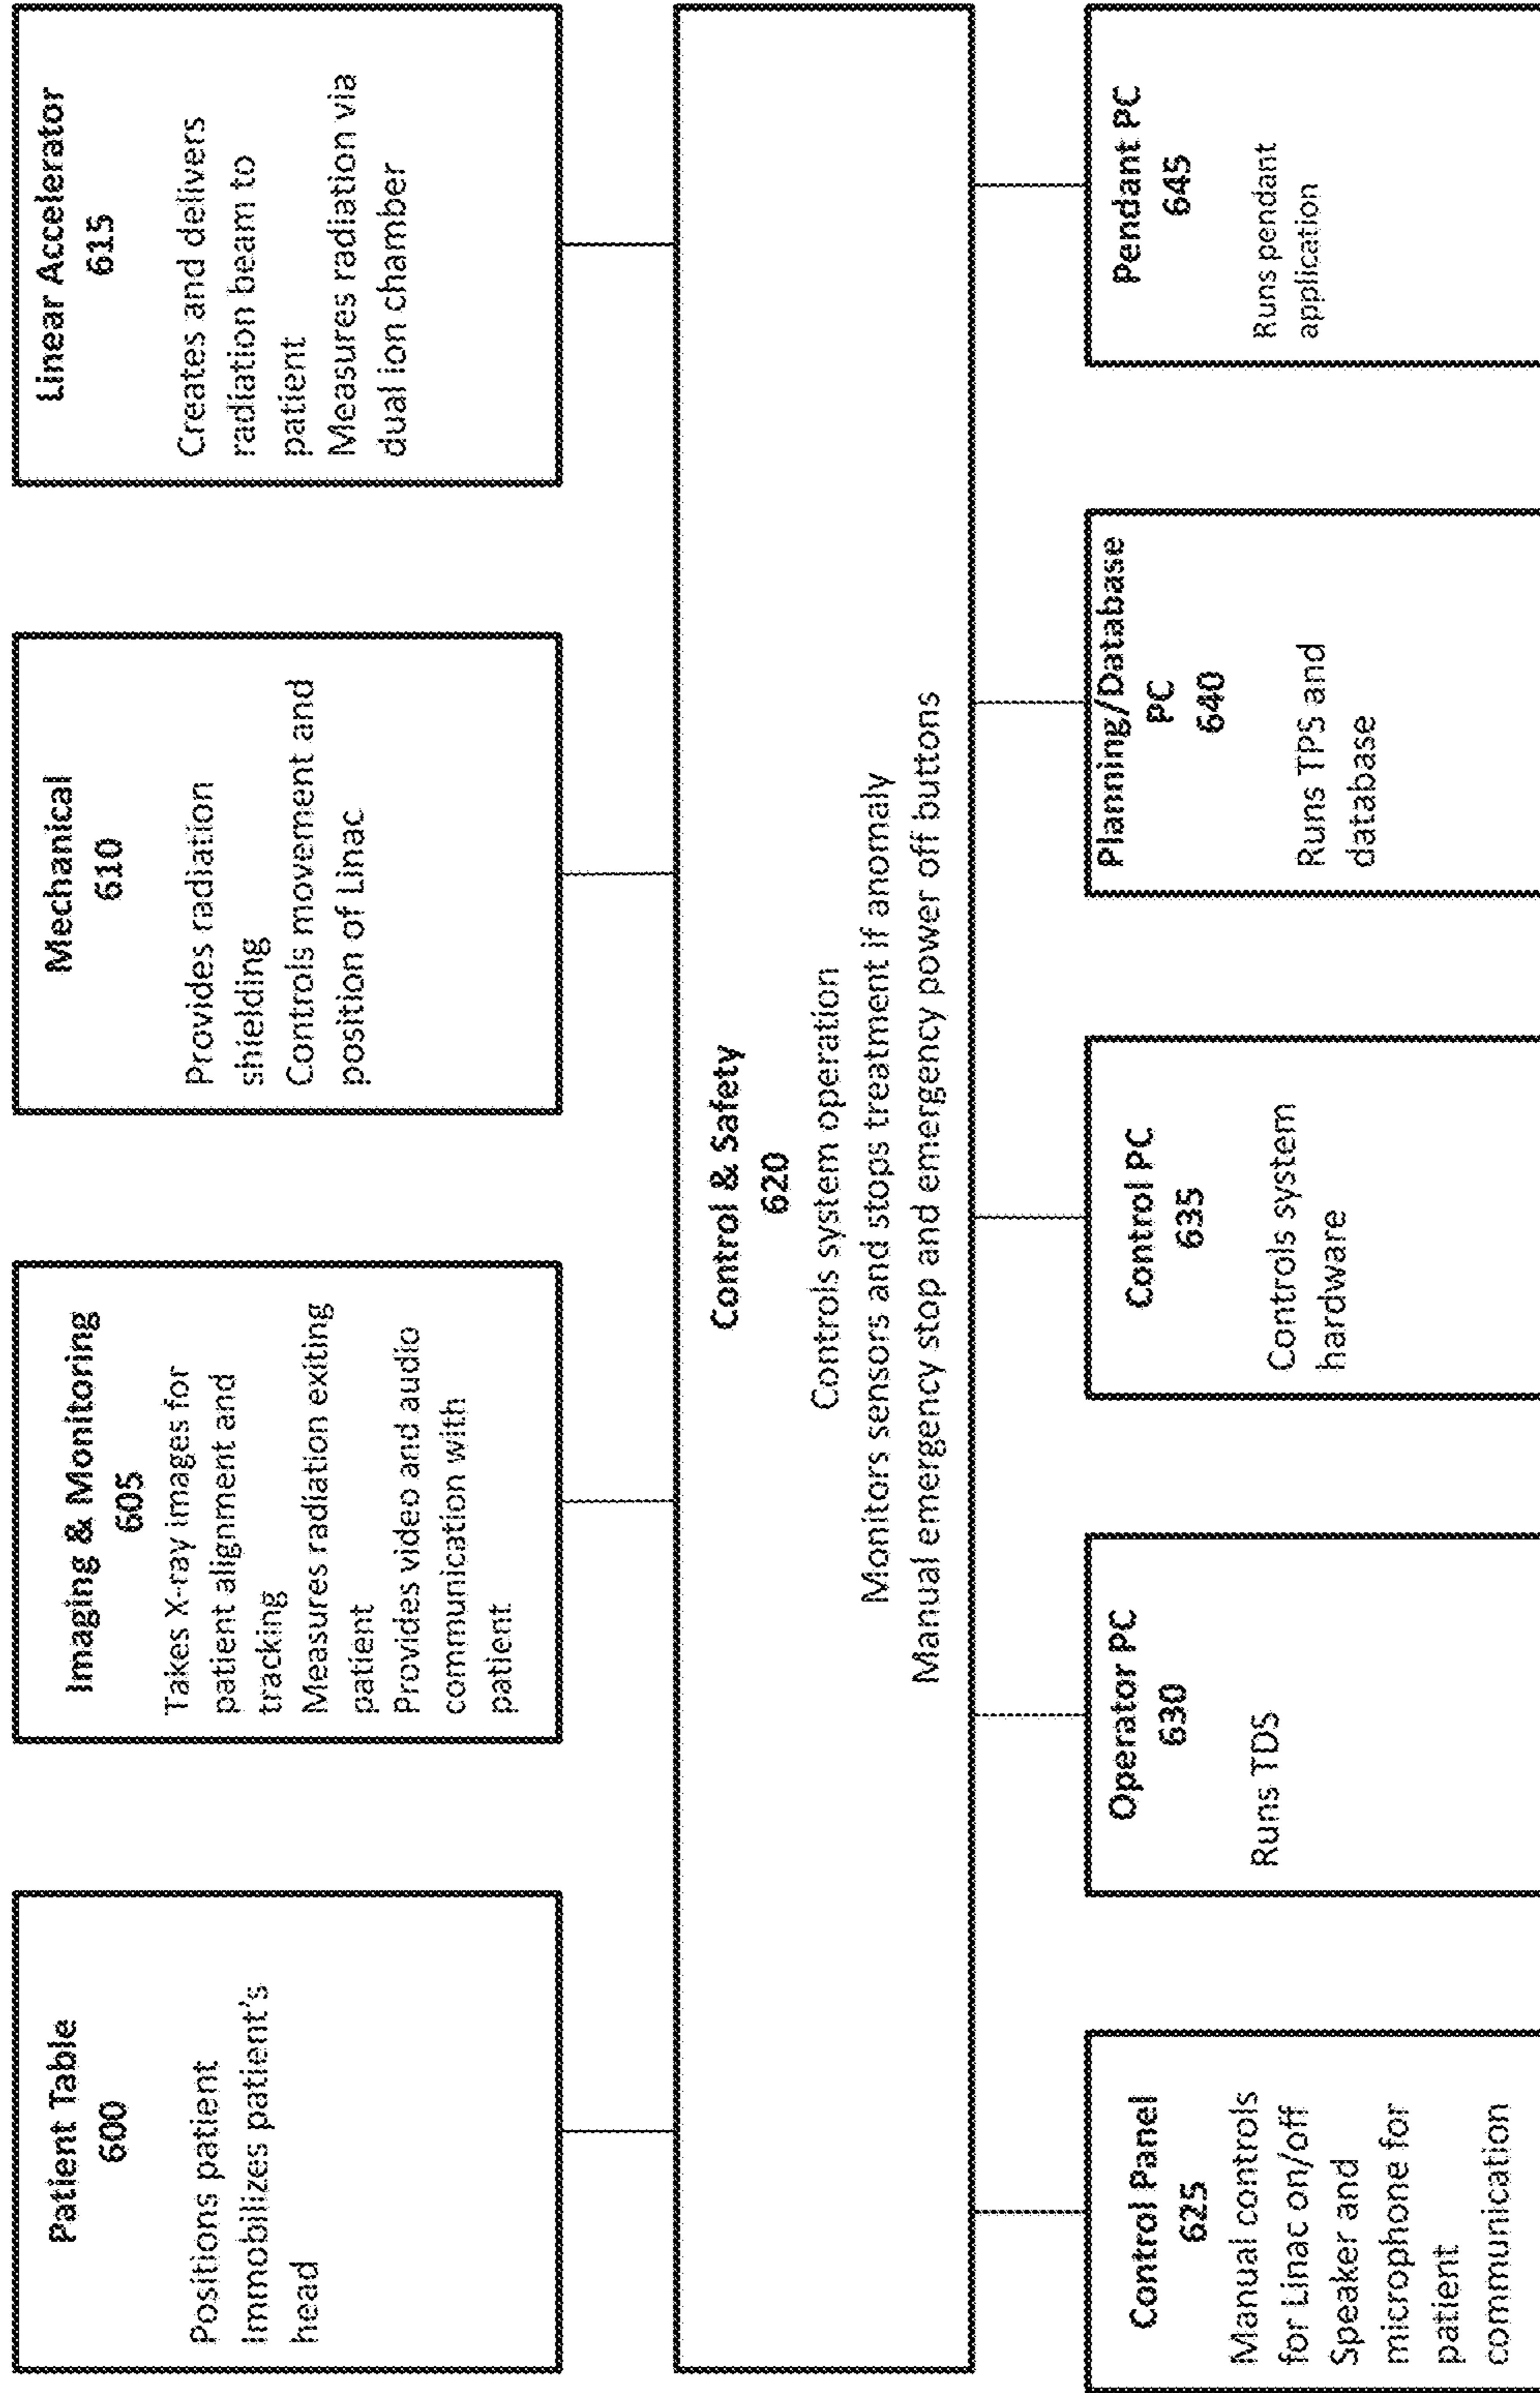 Patient Table
600
Positions patient
Immobilizes patient's
head
Imaging & Monitoring
605
Takes X-ray images for
patient alignment and
tracking
Measures radiation exiting
patient
Provides video and audio
communication with
patient
Mechanical
610
Provides radiation
shielding
Controls movement and
position of Linac
Linear Accelerator
615
Creates and delivers
radiation beam to
patient
Measures radiation via
dual ion chamber
Control & Safety
620
Controls system operation
Monitors sensors and stops treatment if anomaly
Manual emergency stop and emergency power off buttons
Control Panel
625
Manual controls
for Linac on/off
Speaker and
microphone for
patient
communication
Operator PC
630
Runs TDS
Control PC
635
Controls system
hardware
Planning/Database
PC
640
Runs TPS and
database
Pendant PC
645
Runs pendant
application